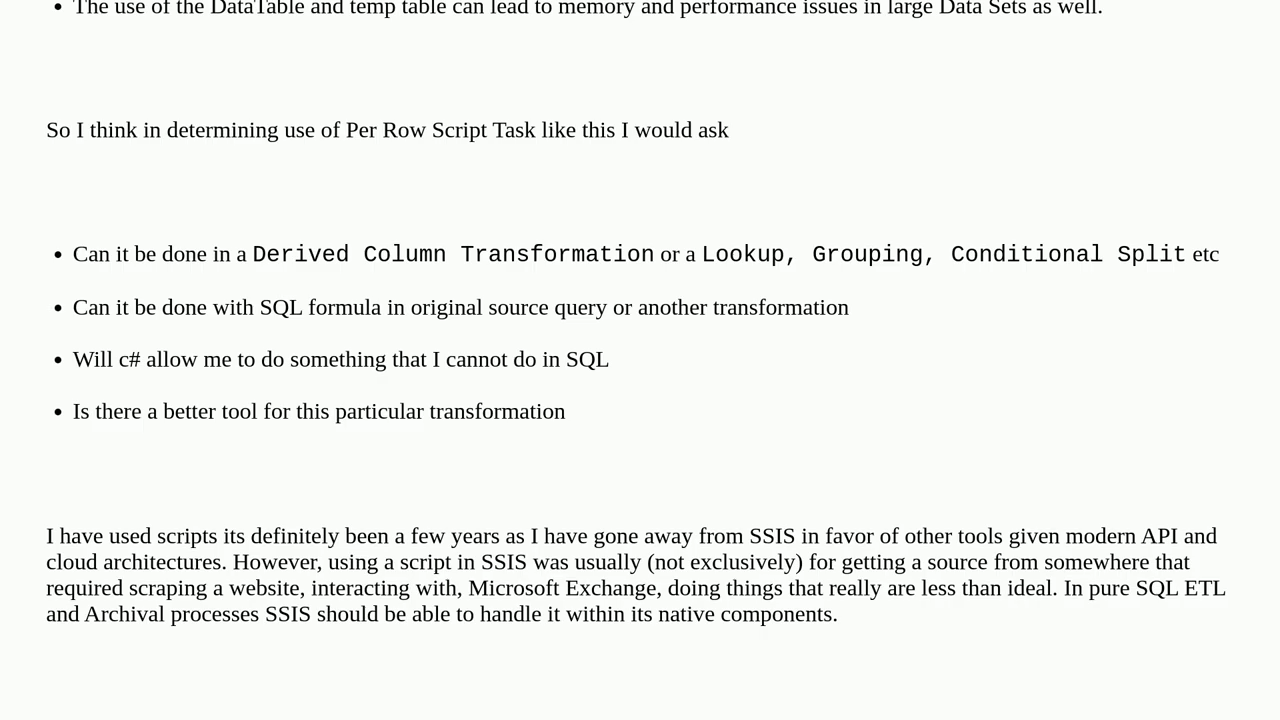 • The use of the DataTable and temp table can lead to memory and performance issues in large Data Sets as well.
So I think in determining use of Per Row Script Task like this I would ask
• Can it be done in a Derived Column Transformation or a Lookup, Grouping, Conditional Split etc
• Can it be done with SQL formula in original source query or another transformation
• Will c# allow me to do something that I cannot do in SQL
• Is there a better tool for this particular transformation
I have used scripts its definitely been a few years as I have gone away from SSIS in favor of other tools given modern API and
cloud architectures. However, using a script in SSIS was usually (not exclusively) for getting a source from somewhere that
required scraping a website, interacting with, Microsoft Exchange, doing things that really are less than ideal. In pure SQL ETL
and Archival processes SSIS should be able to handle it within its native components.